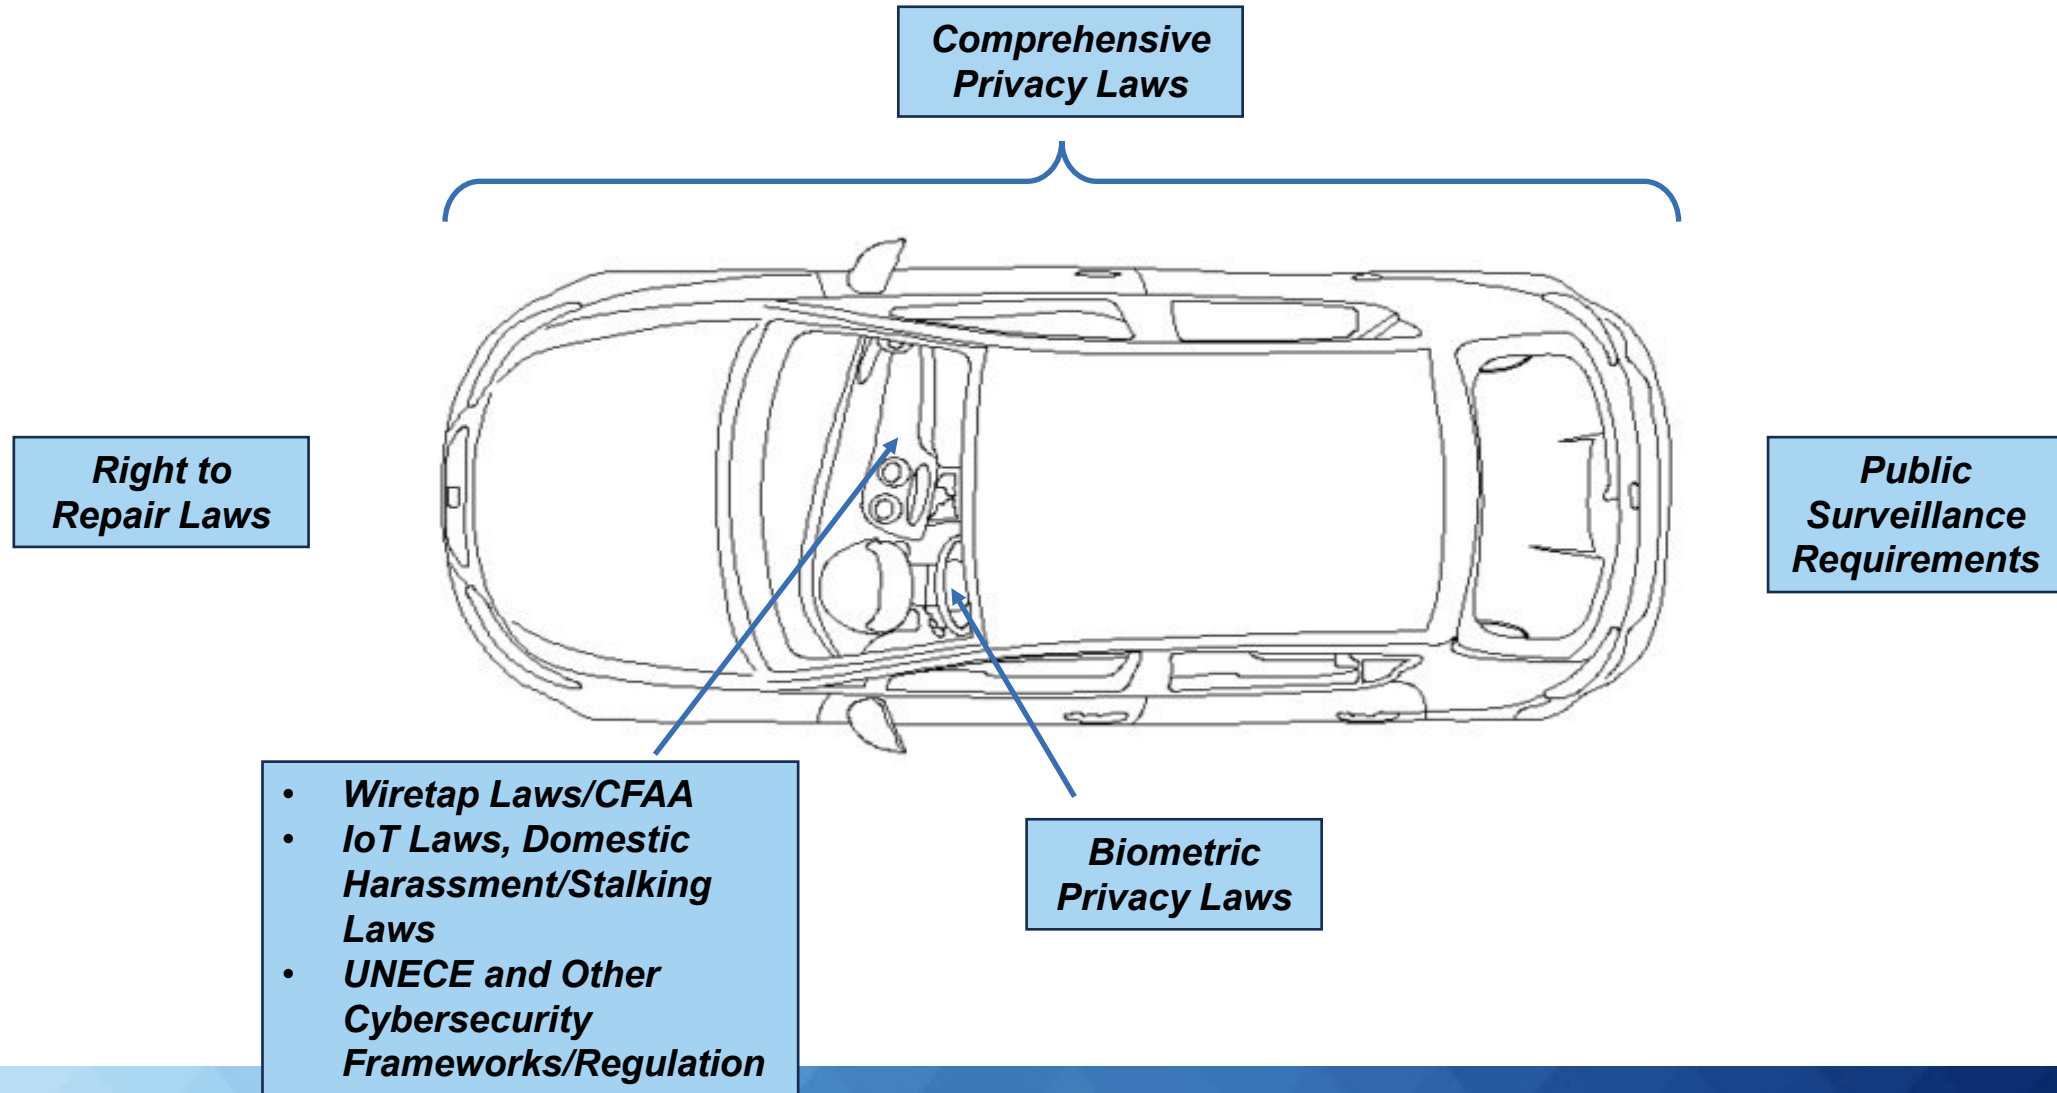 Comprehensive
Privacy Laws
Right to
Repair Laws
Public
Surveillance
Requirements
• Wiretap Laws/CFAA
• IoT Laws, Domestic
Harassment/Stalking
Laws
• UNECE and Other
Cybersecurity
Frameworks/Regulation
Biometric
Privacy Laws